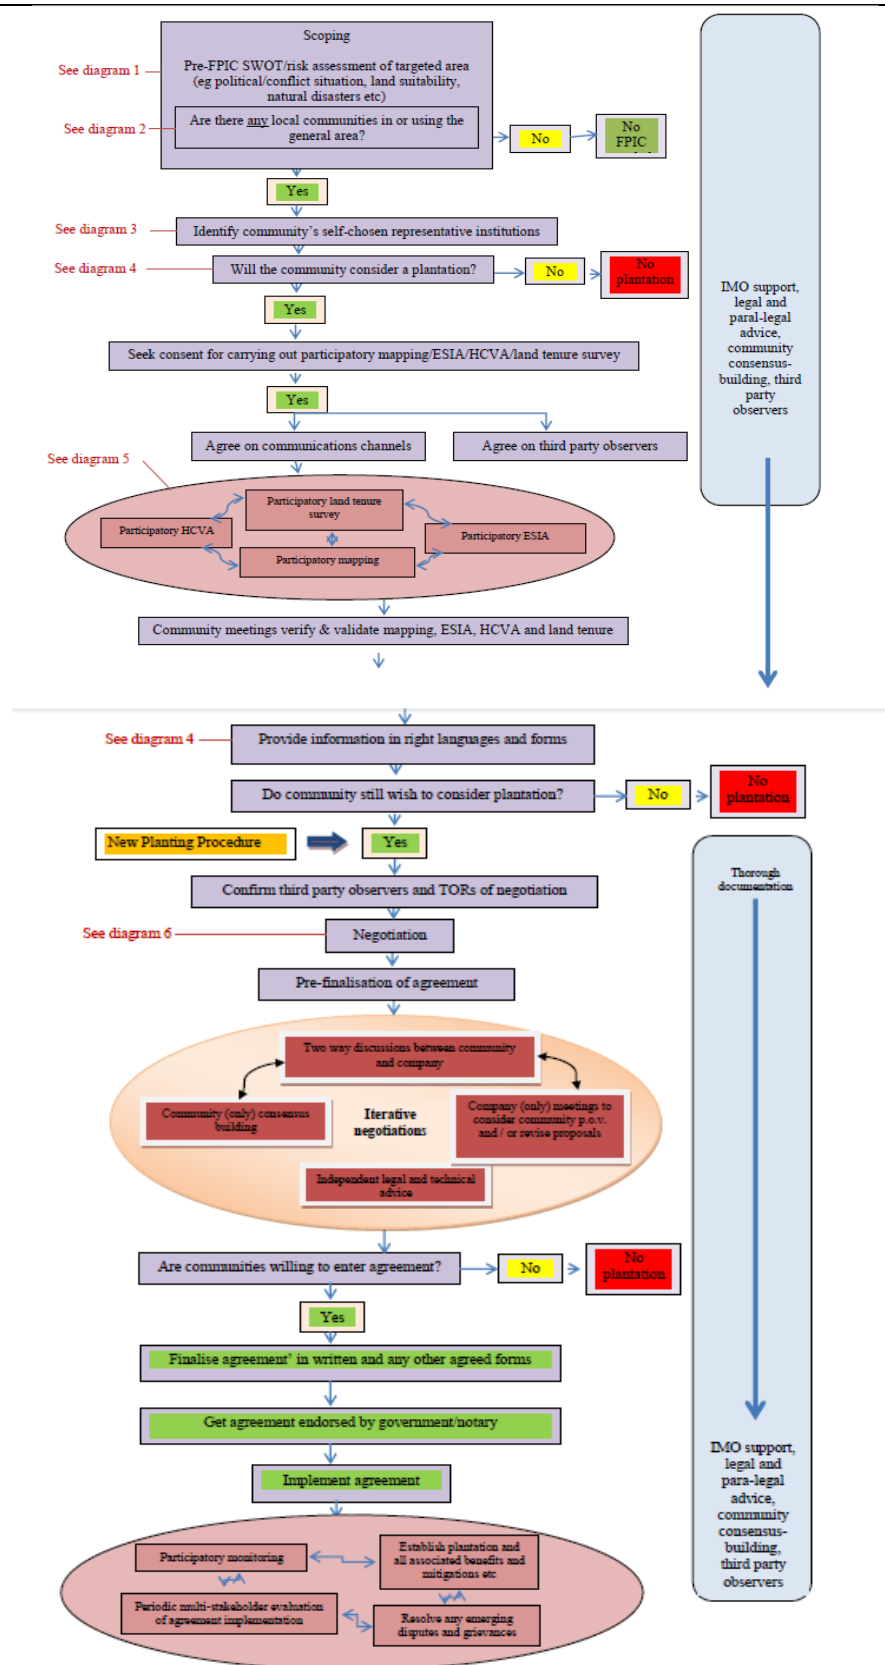 Scoping
See diagram 1
Pre-FPIC SWOT/risk assessment of targeted area
(eg political/conflict situation, land suitability,
natural disasters etc)
See diagram 2
Are there any local communities in or using the
general area?
No
No
FPIC
Yes
See diagram 3
Identify community's self-chosen representative institutions
See diagram 4
Will the community consider a plantation?
No
No
plantation
Yes
Seek consent for carrying out participatory mapping/ESIA/HCVA/land tenure survey
Yes
Agree on communications channels
Agree on third party observers
See diagram 5
Participatory land tenure
survey
Participatory HCVA
Participatory ESIA
Participatory mapping
Community meetings verify & validate mapping, ESIA, HCVA and land tenure
IMO support,
legal and
para-legal
advice,
community
consensus-
building, third
party
observers
See diagram 4
Provide information in right languages and forms
Do community still wish to consider plantation?
No
No
plantation
New Planting Procedure
Yes
Confirm third party observers and TORs of negotiation
See diagram 6
Negotiation
Pre-finalisation of agreement
Two way discussions between community
and company
Community (only) consensus
building
Iterative
negotiations
Company (only) meetings to
consider community p.o.v.
and / or revise proposals
Independent legal and technical
advice
Are communities willing to enter agreement?
No
No
plantation
Yes
Finalise agreement' in written and any other agreed forms
Get agreement endorsed by government/notary
Implement agreement
Participatory monitoring
Establish plantation and
all associated benefits and
mitigations etc
Periodic multi-stakeholder evaluation
of agreement implementation
Resolve any emerging
disputes and grievances
Thorough
documentation
IMO support,
legal and
para-legal
advice,
community
consensus-
building,
third party
observers